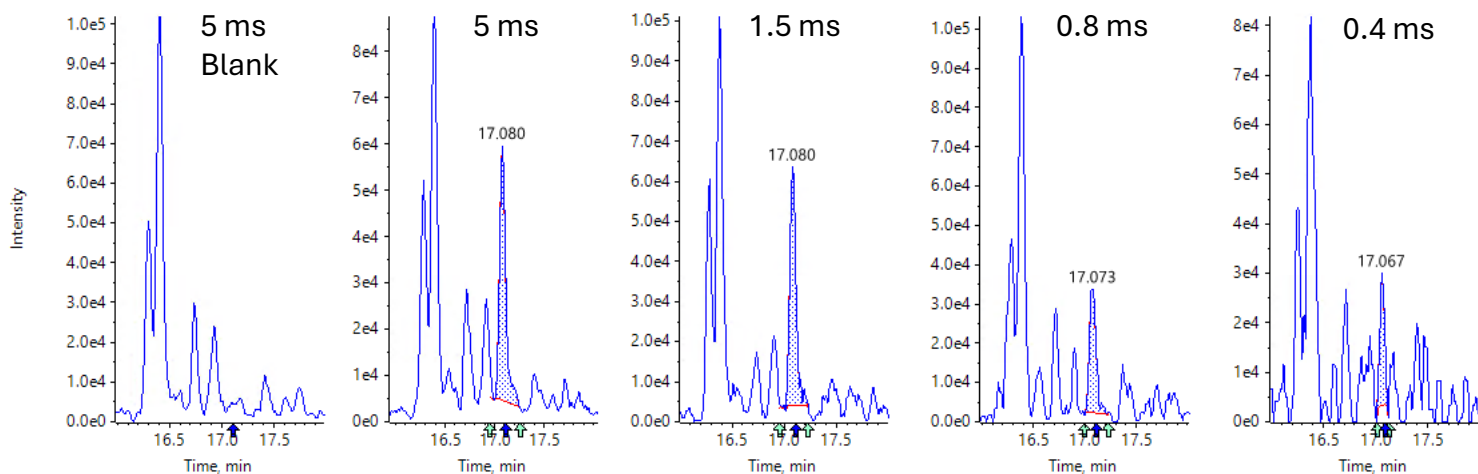 Intensity
5 ms
Blank
1.0e5
9.0e4
8.0e4
7.0e4
6.0e4
5.0e4
4.0e4
3.0e4
2.0e4
1.0e4
0.0e0
16.5 17.0 17.5
Time, min
5 ms
8e4
7e4
6e4
5e4
4e4
3e4
2e4
1e4
0e0
17.080
16.5 17.0 17.5
Time, min
1.5 ms
1.0e5
9.0e4
8.0e4
7.0e4
6.0e4
5.0e4
4.0e4
3.0e4
2.0e4
1.0e4
0.0e0
17.080
16.5 17.0 17.5
Time, min
0.8 ms
1.0e5
9.0e4
8.0e4
7.0e4
6.0e4
5.0e4
4.0e4
3.0e4
2.0e4
1.0e4
0.0e0
17.073
16.5 17.0 17.5
Time, min
0.4 ms
8e4
7e4
6e4
5e4
4e4
3e4
2e4
1e4
0e0
17.067
16.5 17.0 17.5
Time, min